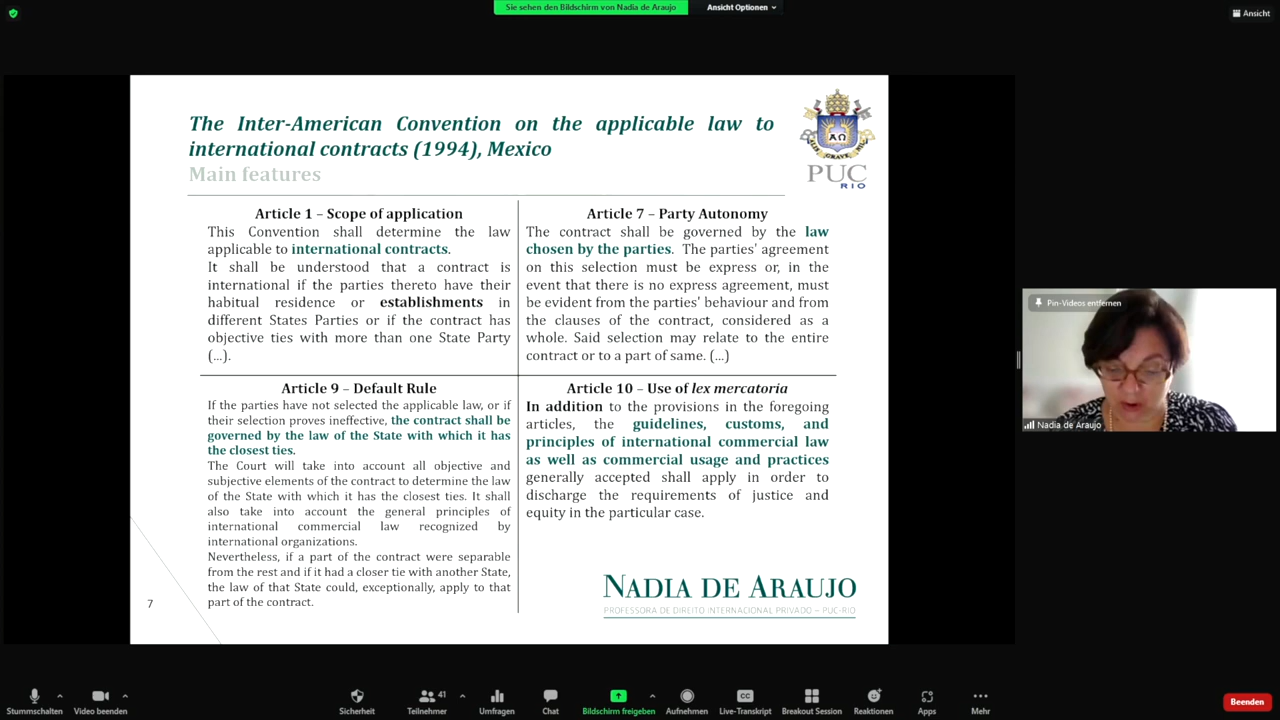 Sie sehen den Bildschirm von Nadia de Araujo
Ansicht Optionen
Ansicht
The Inter-American Convention on the applicable law to
international contracts (1994), Mexico
Main features
PUC
RIO
Article 1 – Scope of application
This Convention shall determine the law
applicable to international contracts.
It shall be understood that a contract is
international if the parties thereto have their
habitual residence or establishments in
different States Parties or if the contract has
objective ties with more than one State Party
(...).
Article 7 – Party Autonomy
The contract shall be governed by the law
chosen by the parties. The parties' agreement
on this selection must be express or, in the
event that there is no express agreement, must
be evident from the parties' behaviour and from
the clauses of the contract, considered as a
whole. Said selection may relate to the entire
contract or to a part of same. (...)
Article 9 – Default Rule
If the parties have not selected the applicable law, or if
their selection proves ineffective, the contract shall be
governed by the law of the State with which it has
the closest ties.
The Court will take into account all objective and
subjective elements of the contract to determine the law
of the State with which it has the closest ties. It shall
also take into account the general principles of
international commercial law recognized by
international organizations.
Nevertheless, if a part of the contract were separable
from the rest and if it had a closer tie with another State,
the law of that State could, exceptionally, apply to that
part of the contract.
Article 10 – Use of lex mercatoria
In addition to the provisions in the foregoing
articles, the guidelines, customs, and
principles of international commercial law
as well as commercial usage and practices
generally accepted shall apply in order to
discharge the requirements of justice and
equity in the particular case.
NADIA DE ARAUJO
PROFESSORA DE DIREITO INTERNACIONAL PRIVADO – PUC-RIO
7
Pin-Videos entfernen
Nadia de Araujo
Stummschalten
Video beenden
Sicherheit
41
Teilnehmer
Umfragen
Chat
Bildschirm freigeben
Aufnehmen
CC
Live-Transkript
Breakout Session
Reaktionen
Apps
Mehr
Beenden